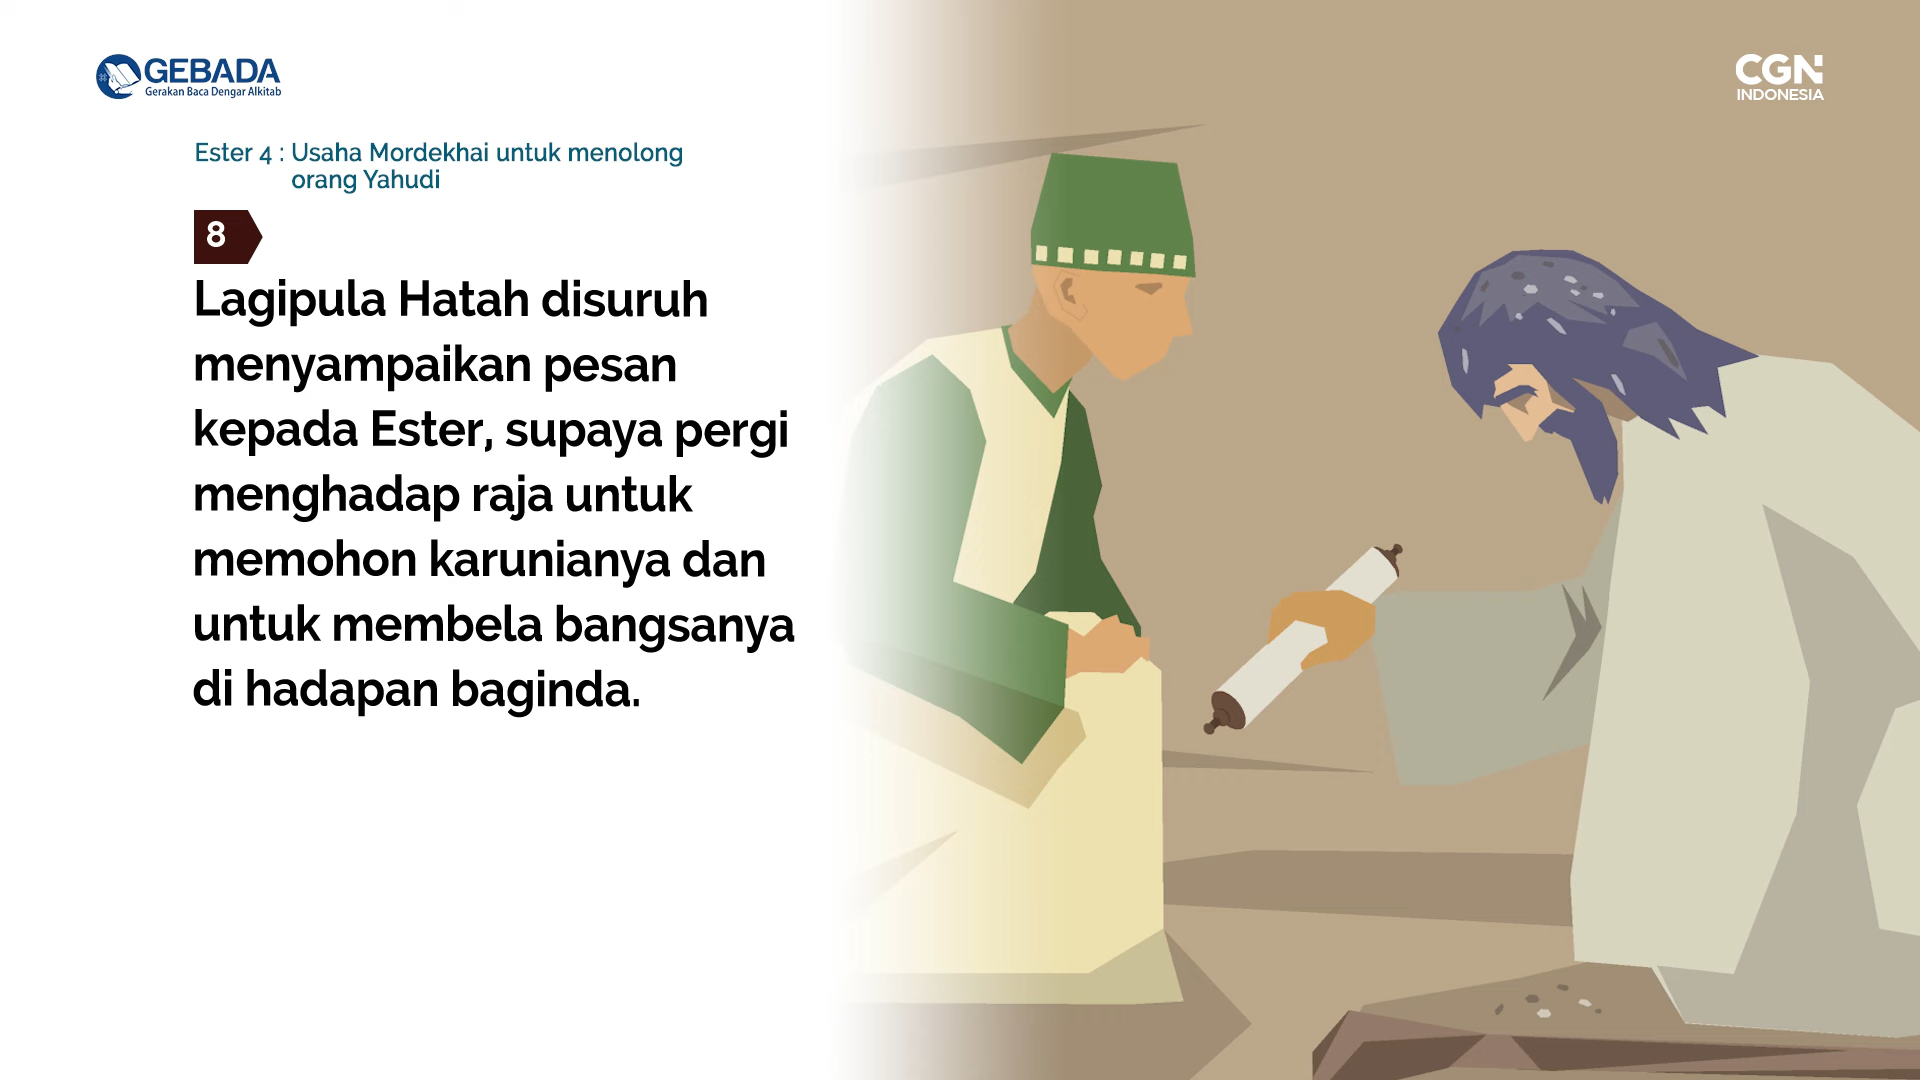 GEBADA
Gerakan Baca Dengar Alkitab
CGN
INDONESIA
Ester 4 : Usaha Mordekhai untuk menolong
orang Yahudi
8
Lagipula Hatah disuruh
menyampaikan pesan
kepada Ester, supaya pergi
menghadap raja untuk
memohon karunianya dan
untuk membela bangsanya
di hadapan baginda.